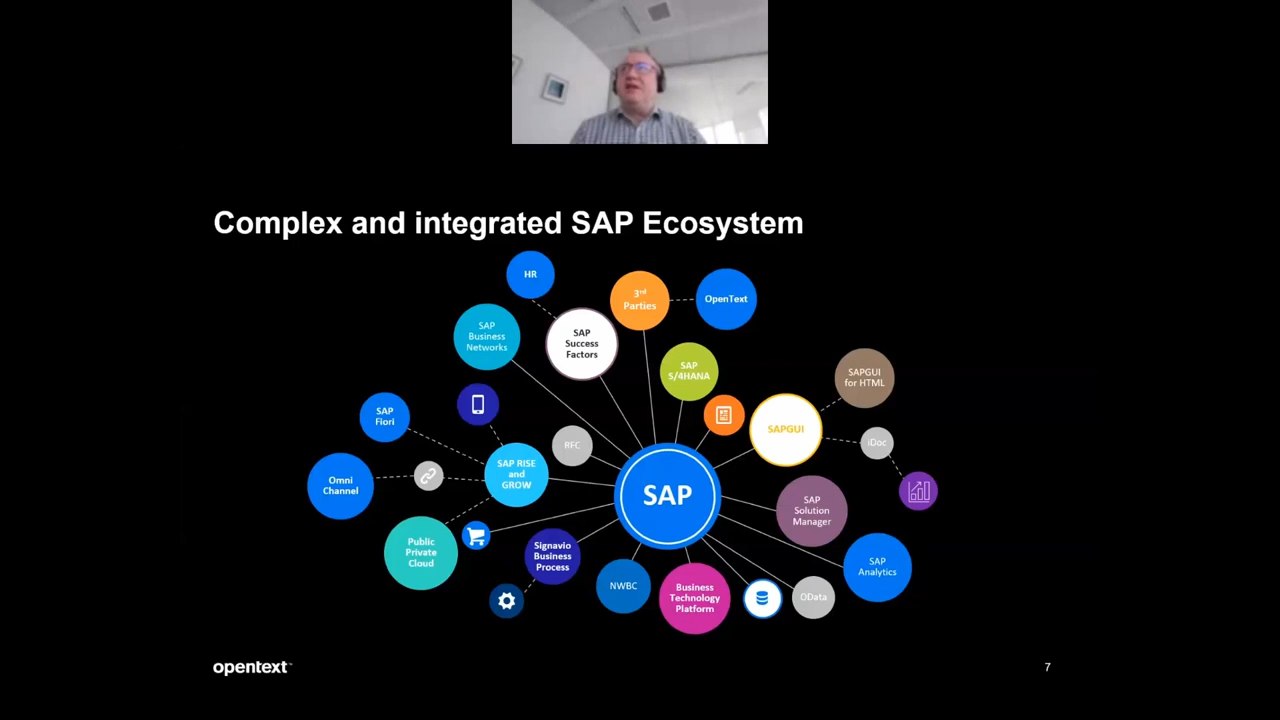 Complex and integrated SAP Ecosystem
HR
3rd
Parties
OpenText
SAP
Business
Networks
SAP
Success
Factors
SAP
S/4HANA
SAPGUI
for HTML
SAP
Fiori
SAPGUI
RFC
iDoc
SAP RISE
and
GROW
Omni
Channel
SAP
SAP
Solution
Manager
Public
Private
Cloud
Signavio
Business
Process
SAP
Analytics
NWBC
Business
Technology
Platform
OData
opentext™
7